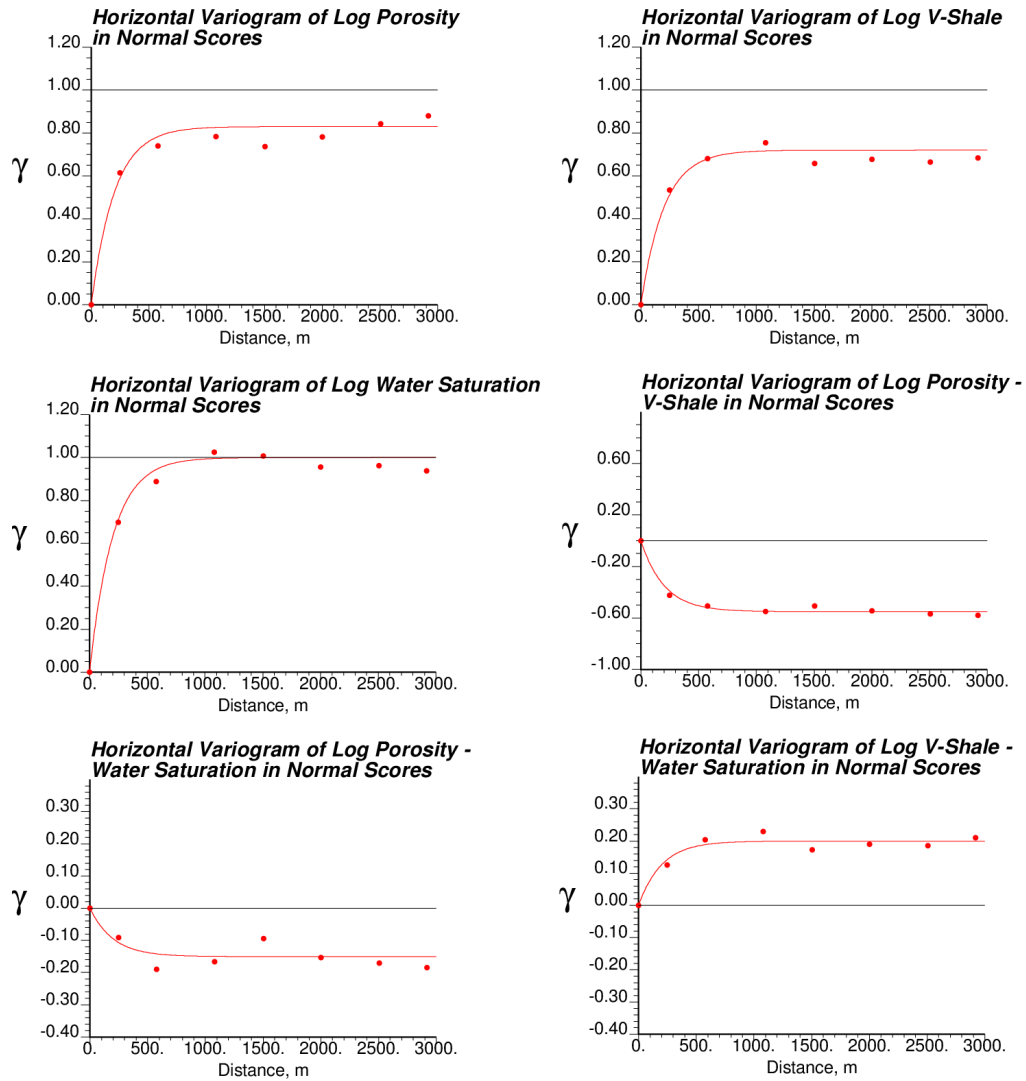 Horizontal Variogram of Log Porosity
in Normal Scores
1.20
1.00
0.80
0.60
0.40
0.20
0.00
γ
0. 500. 1000. 1500. 2000. 2500. 3000.
Distance, m
Horizontal Variogram of Log V-Shale
in Normal Scores
1.20
1.00
0.80
0.60
0.40
0.20
0.00
γ
0. 500. 1000. 1500. 2000. 2500. 3000.
Distance, m
Horizontal Variogram of Log Water Saturation
in Normal Scores
1.20
1.00
0.80
0.60
0.40
0.20
0.00
γ
0. 500. 1000. 1500. 2000. 2500. 3000.
Distance, m
Horizontal Variogram of Log Porosity -
V-Shale in Normal Scores
0.60
0.20
-0.20
-0.60
-1.00
γ
0. 500. 1000. 1500. 2000. 2500. 3000.
Distance, m
Horizontal Variogram of Log Porosity -
Water Saturation in Normal Scores
0.30
0.20
0.10
0.00
-0.10
-0.20
-0.30
-0.40
γ
0. 500. 1000. 1500. 2000. 2500. 3000.
Distance, m
Horizontal Variogram of Log V-Shale -
Water Saturation in Normal Scores
0.30
0.20
0.10
0.00
-0.10
-0.20
-0.30
-0.40
γ
0. 500. 1000. 1500. 2000. 2500. 3000.
Distance, m